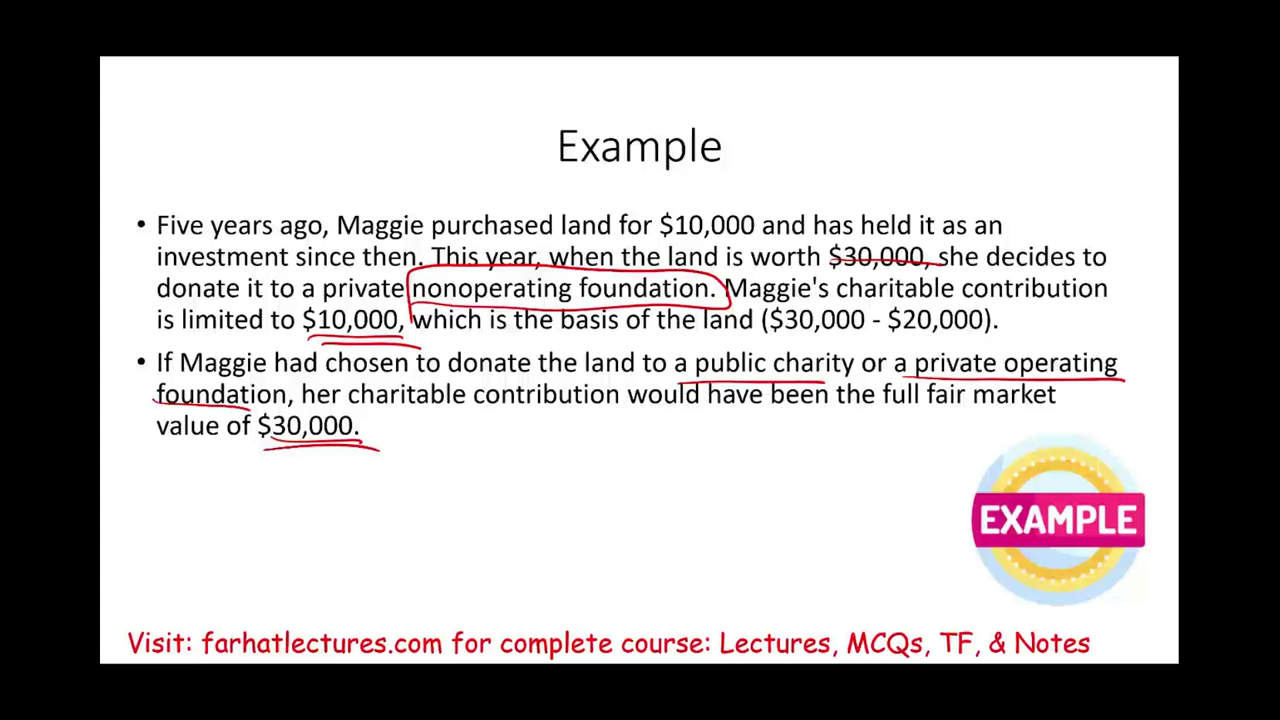 Example
• Five years ago, Maggie purchased land for $10,000 and has held it as an
investment since then. This year, when the land is worth $30,000, she decides to
donate it to a private nonoperating foundation. Maggie's charitable contribution
is limited to $10,000, which is the basis of the land ($30,000 - $20,000).
• If Maggie had chosen to donate the land to a public charity or a private operating
foundation, her charitable contribution would have been the full fair market
value of $30,000.
EXAMPLE
Visit: farhatlectures.com for complete course: Lectures, MCQs, TF, & Notes